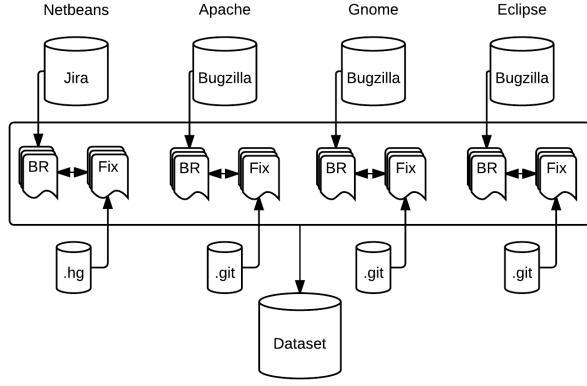 Netbeans Apache Gnome Eclipse
Jira Bugzilla Bugzilla Bugzilla
BR Fix BR Fix BR Fix BR Fix
.hg .git .git .git
Dataset